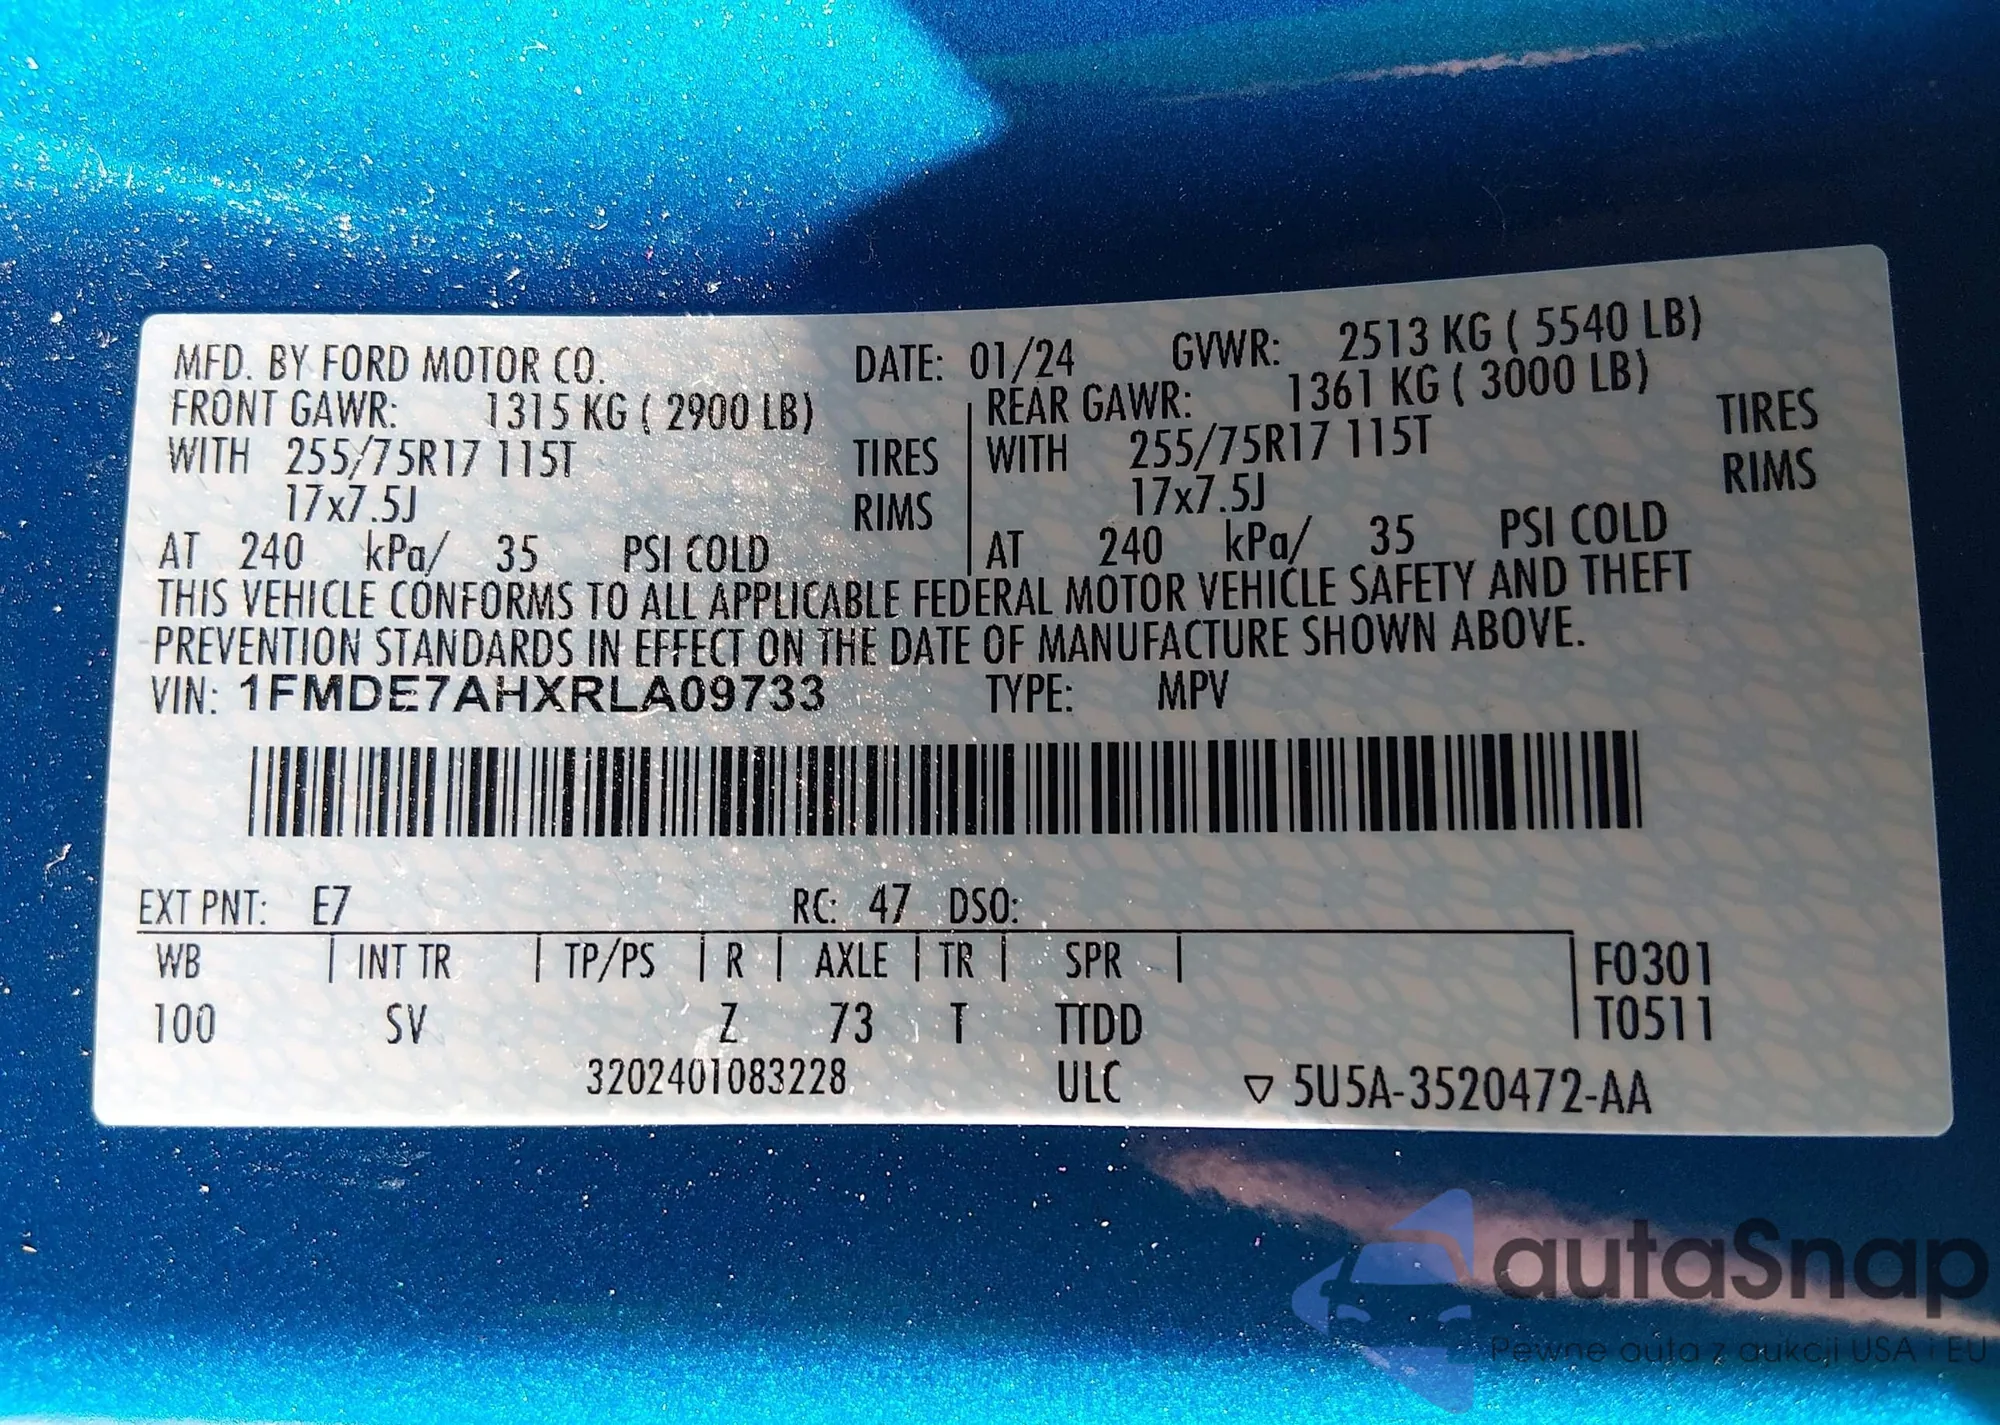 MFD. BY FORD MOTOR CO. DATE: 01/24 GVWR: 2513 KG ( 5540 LB)
FRONT GAWR: 1315 KG ( 2900 LB) REAR GAWR: 1361 KG ( 3000 LB)
WITH 255/75R17 115T TIRES WITH 255/75R17 115T TIRES
17x7.5J RIMS 17x7.5J RIMS
AT 240 kPa/ 35 PSI COLD AT 240 kPa/ 35 PSI COLD
THIS VEHICLE CONFORMS TO ALL APPLICABLE FEDERAL MOTOR VEHICLE SAFETY AND THEFT
PREVENTION STANDARDS IN EFFECT ON THE DATE OF MANUFACTURE SHOWN ABOVE.
VIN: 1FMDE7AHXRLA09733 TYPE: MPV
EXT PNT: E7 RC: 47 DSO:
WB INT TR TP/PS R AXLE TR SPR F0301
100 SV Z 73 T TTDD T0511
3202401083228 ULC ▽ 5U5A-3520472-AA
autaSnap
Pewne auta z aukcji USA i EU